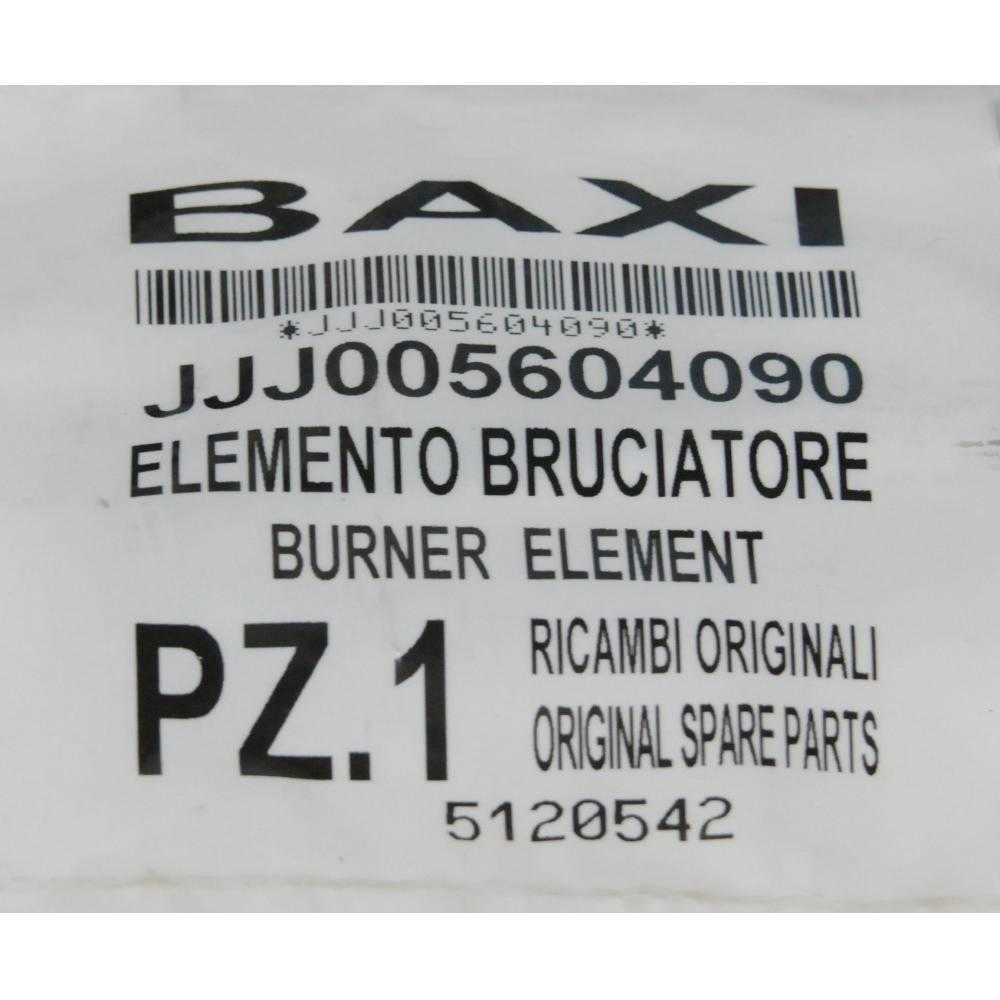 BAXI
*JJJ005604090*
JJJ005604090
ELEMENTO BRUCIATORE
BURNER ELEMENT
PZ.1
RICAMBI ORIGINALI
ORIGINAL SPARE PARTS
5120542